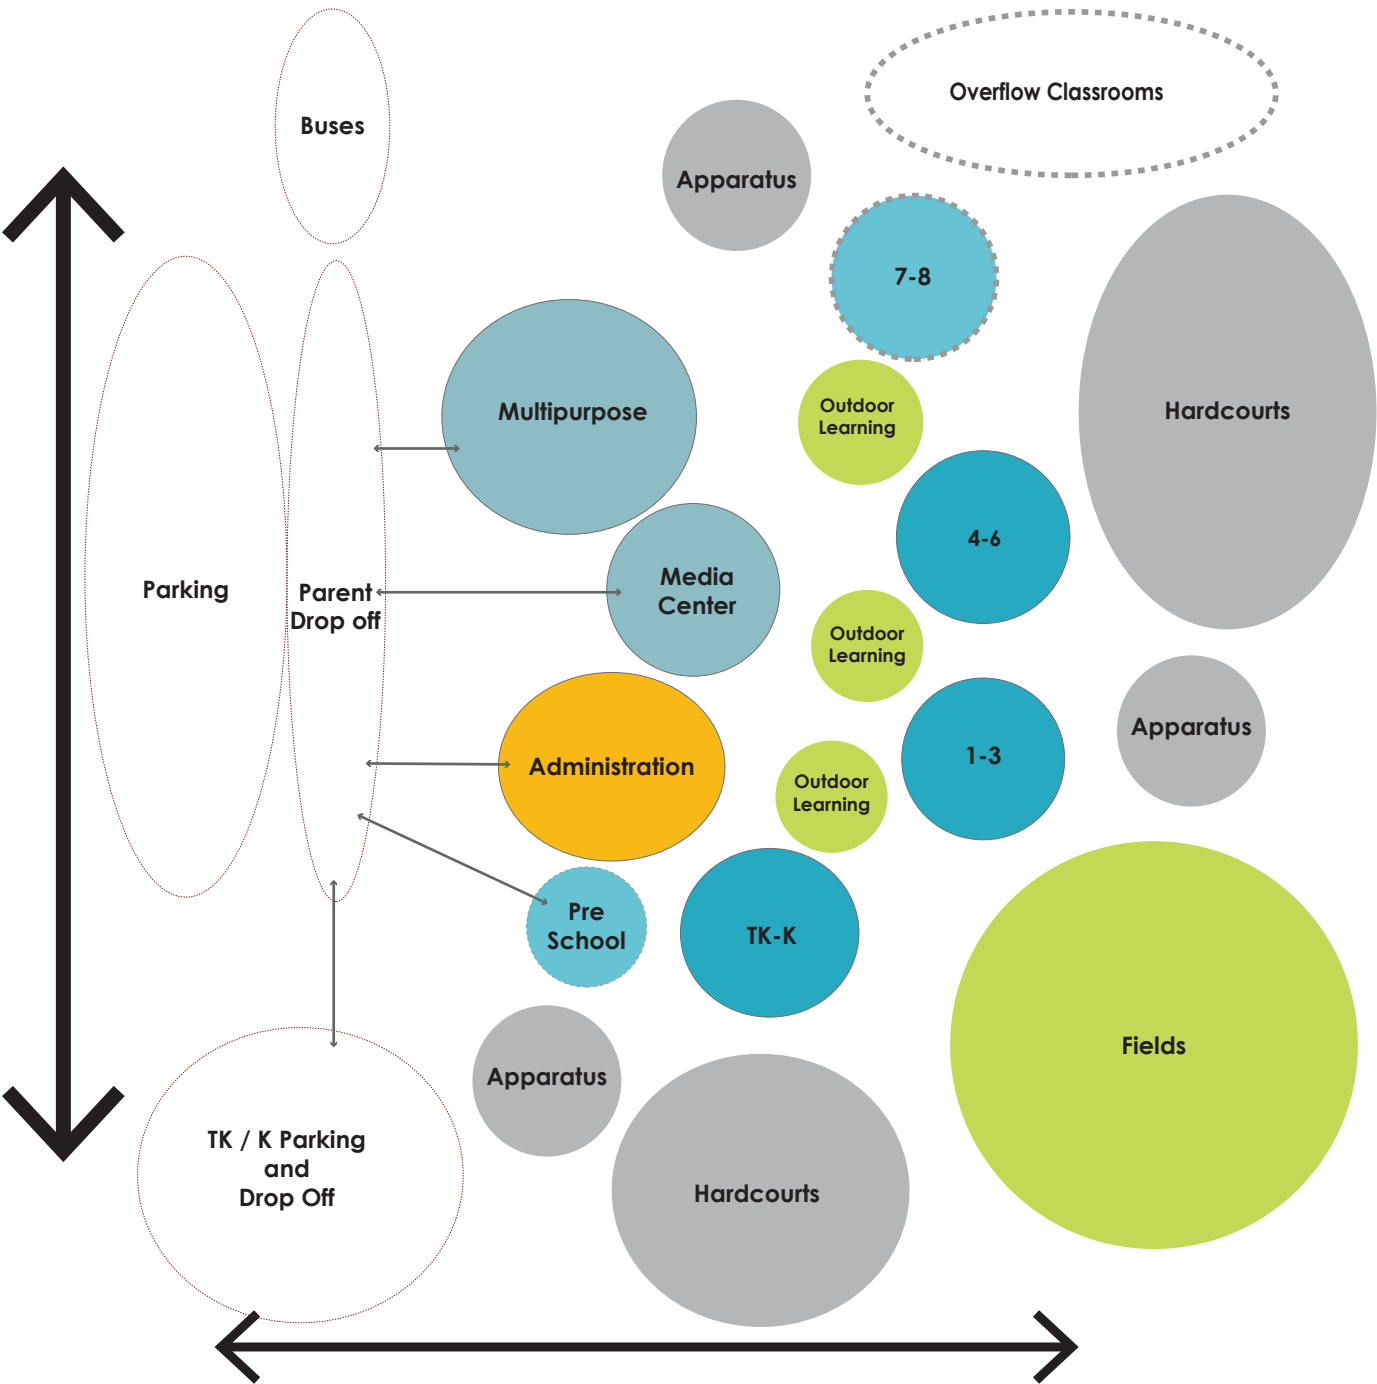 Overflow Classrooms
Buses
Apparatus
7-8
Multipurpose
Outdoor
Learning
Hardcourts
4-6
Parking
Parent
Drop off
Media
Center
Outdoor
Learning
Administration
Outdoor
Learning
1-3
Apparatus
Pre
School
TK-K
Fields
Apparatus
TK / K Parking
and
Drop Off
Hardcourts